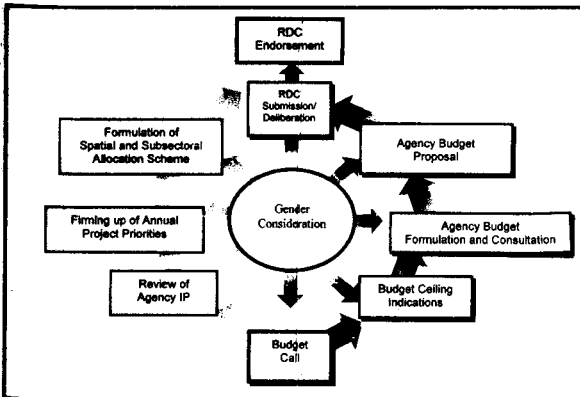 RDC
Endorsement
RDC
Submission/
Deliberation
Formulation of
Spatial and Subsectoral
Allocation Scheme
Agency Budget
Proposal
Gender
Consideration
Firming up of Annual
Project Priorities
Agency Budget
Formulation and Consultation
Review of
Agency IP
Budget Ceiling
Indications
Budget
Call